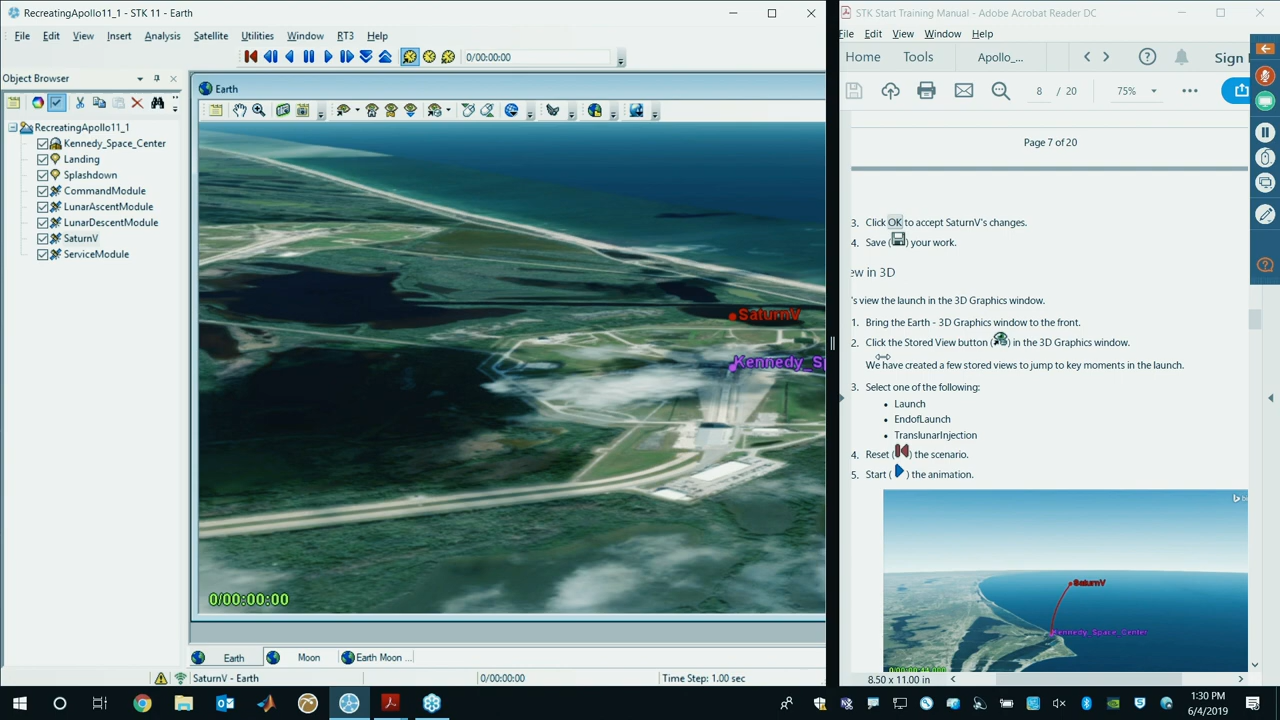 RecreatingApollo11_1 - STK 11 - Earth
File Edit View Insert Analysis Satellite Utilities Window RT3 Help
0/00:00:00
Object Browser
RecreatingApollo11_1
Kennedy_Space_Center
Landing
Splashdown
CommandModule
LunarAscentModule
LunarDescentModule
SaturnV
ServiceModule
Earth
SaturnV
Kennedy_S
0/00:00:00
Earth
Moon
Earth Moon ...
SaturnV - Earth
0/00:00:00
Time Step: 1.00 sec
STK Start Training Manual - Adobe Acrobat Reader DC
File Edit View Window Help
Home Tools Apollo_... Sign
8 / 20 75%
Page 7 of 20
3. Click OK to accept SaturnV's changes.
4. Save ( ) your work.
ew in 3D
's view the launch in the 3D Graphics window.
1. Bring the Earth - 3D Graphics window to the front.
2. Click the Stored View button ( ) in the 3D Graphics window.
We have created a few stored views to jump to key moments in the launch:
3. Select one of the following:
• Launch
• EndofLaunch
• TranslunarInjection
4. Reset ( ) the scenario.
5. Start ( ) the animation.
SaturnV
Kennedy_Space_Center
8.50 x 11.00 in
1:30 PM
6/4/2019